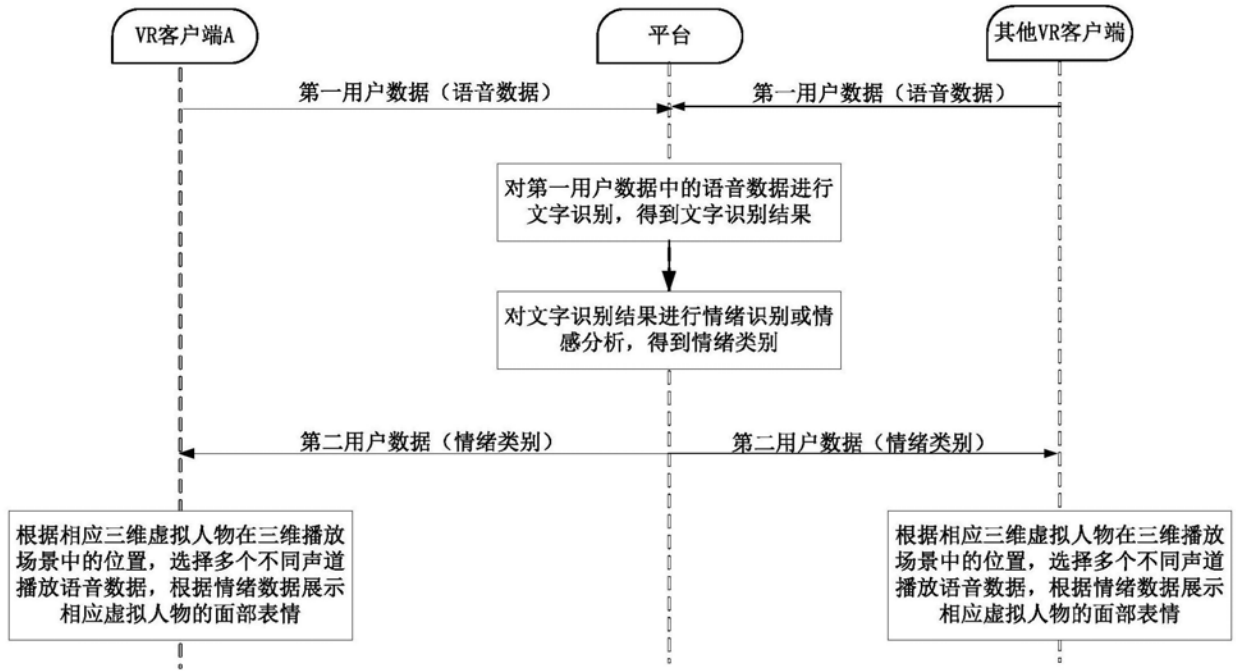 VR客户端A
平台
其他VR客户端
第一用户数据（语音数据）
第一用户数据（语音数据）
对第一用户数据中的语音数据进行
文字识别，得到文字识别结果
对文字识别结果进行情绪识别或情
感分析，得到情绪类别
第二用户数据（情绪类别）
第二用户数据（情绪类别）
根据相应三维虚拟人物在三维播放
场景中的位置，选择多个不同声道
播放语音数据，根据情绪数据展示
相应虚拟人物的面部表情
根据相应三维虚拟人物在三维播放
场景中的位置，选择多个不同声道
播放语音数据，根据情绪数据展示
相应虚拟人物的面部表情